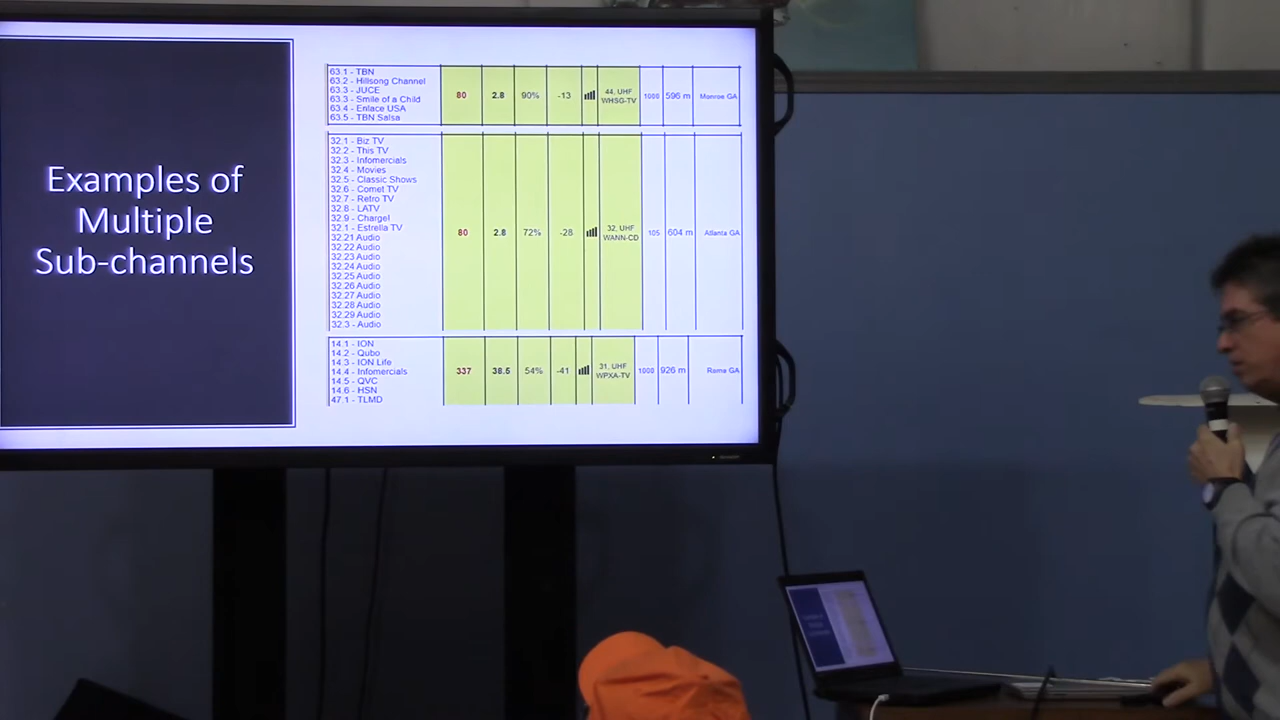 Examples of
Multiple
Sub-channels
63.1 - TBN
63.2 - Hillsong Channel
63.3 - JUCE
63.3 - Smile of a Child
63.4 - Enlace USA
63.5 - TBN Salsa
80 2.8 90% -13 44, UHF WHSG-TV 1000 596 m Monroe GA
32.1 - Biz TV
32.2 - This TV
32.3 - Infomercials
32.4 - Movies
32.5 - Classic Shows
32.6 - Comet TV
32.7 - Retro TV
32.8 - LATV
32.9 - Charge!
32.1 - Estrella TV
32.21 Audio
32.22 Audio
32.23 Audio
32.24 Audio
32.25 Audio
32.26 Audio
32.27 Audio
32.28 Audio
32.29 Audio
32.3 - Audio
80 2.8 72% -28 32, UHF WANN-CD 105 604 m Atlanta GA
14.1 - ION
14.2 - Qubo
14.3 - ION Life
14.4 - Infomercials
14.5 - QVC
14.6 - HSN
47.1 - TLMD
337 38.5 54% -41 31, UHF WPXA-TV 1000 926 m Rome GA